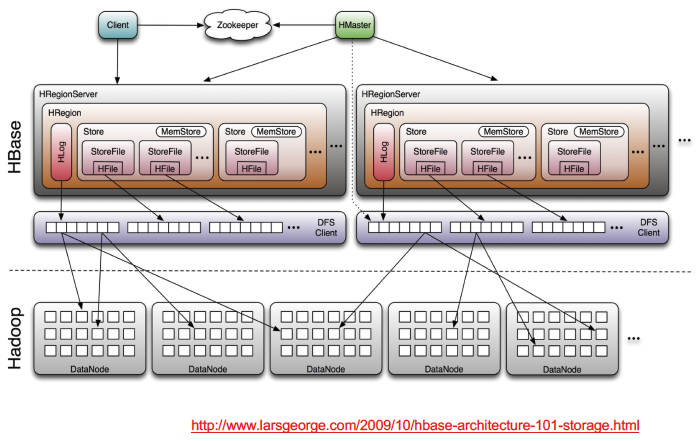 Client
Zookeeper
HMaster
HBase
HRegionServer
HRegion
HLog
Store
MemStore
StoreFile
HFile
StoreFile
HFile
...
Store
MemStore
StoreFile
...
...
HRegionServer
HRegion
HLog
Store
MemStore
StoreFile
HFile
StoreFile
HFile
...
Store
MemStore
StoreFile
...
...
...
...
DFS
Client
...
DFS
Client
Hadoop
DataNode
DataNode
DataNode
DataNode
DataNode
...
http://www.larsgeorge.com/2009/10/hbase-architecture-101-storage.html